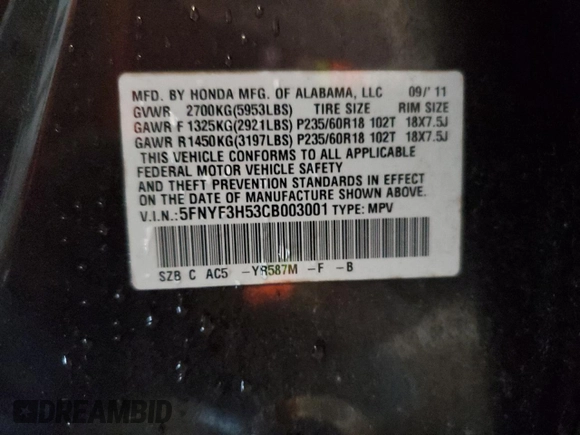 MFD. BY HONDA MFG. OF ALABAMA, LLC 09/'11
GVWR 2700KG(5953LBS) TIRE SIZE RIM SIZE
GAWR F 1325KG(2921LBS) P235/60R18 102T 18X7.5J
GAWR R 1450KG(3197LBS) P235/60R18 102T 18X7.5J
THIS VEHICLE CONFORMS TO ALL APPLICABLE
FEDERAL MOTOR VEHICLE SAFETY
AND THEFT PREVENTION STANDARDS IN EFFECT
ON THE DATE OF MANUFACTURE SHOWN ABOVE.
V.I.N.: 5FNYF3H53CB003001 TYPE: MPV
SZB C AC5 -YR587M -F -B
DREAMBID